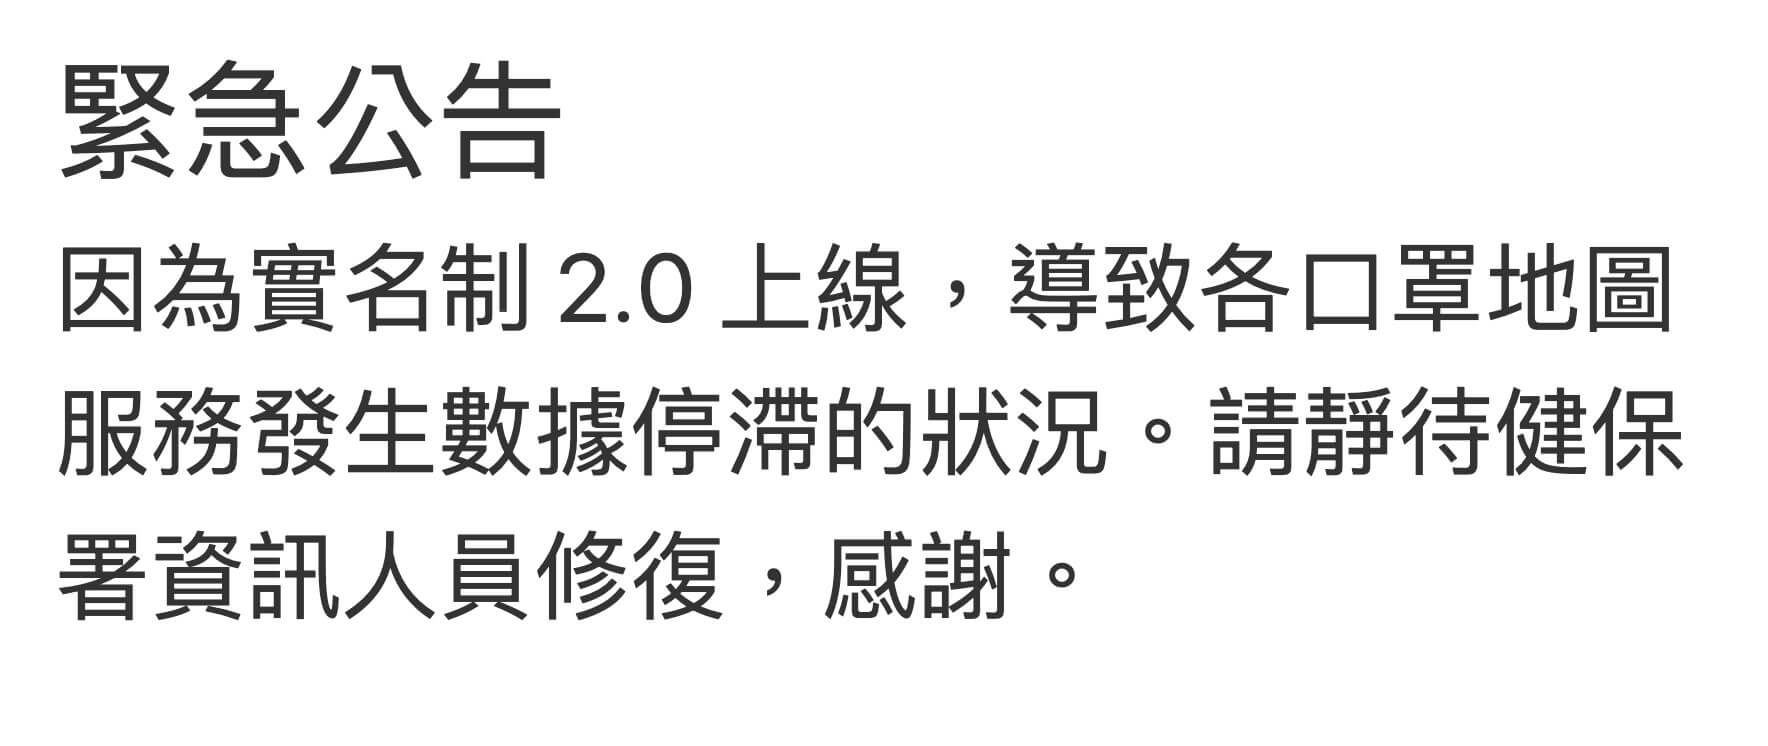 緊急公告
因為實名制 2.0 上線，導致各口罩地圖
服務發生數據停滯的狀況。請靜待健保
署資訊人員修復，感謝。